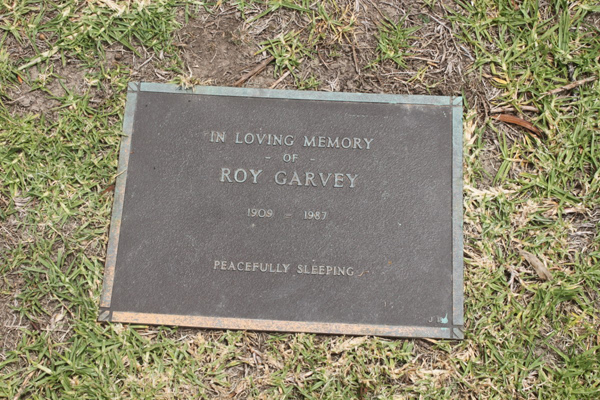 IN LOVING MEMORY
- OF -
ROY GARVEY
1909 - 1987
PEACEFULLY SLEEPING